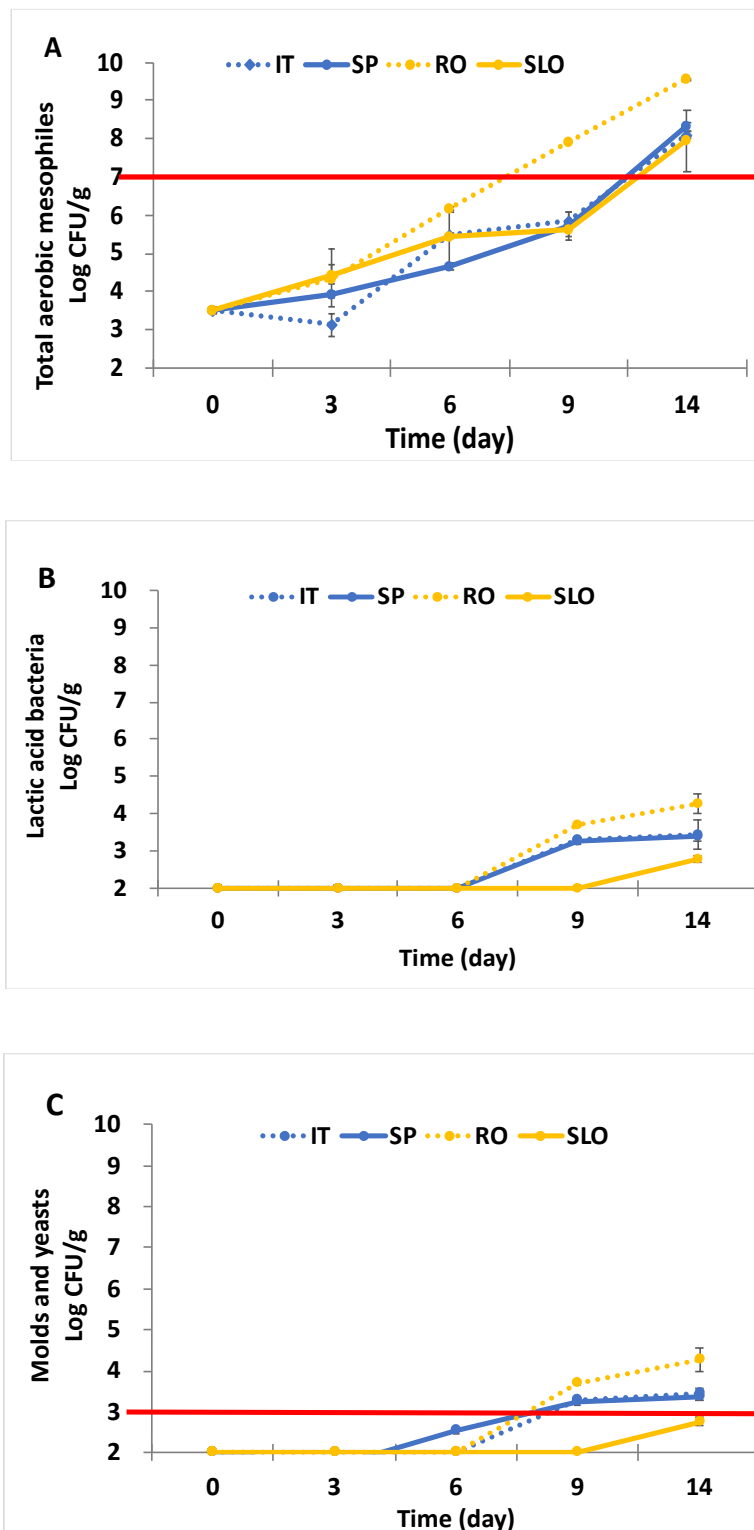 A
IT SP RO SLO
10
9
8
7
6
5
4
3
2
Total aerobic mesophiles
Log CFU/g
0 3 6 9 14
Time (day)
B
IT SP RO SLO
10
9
8
7
6
5
4
3
2
Lactic acid bacteria
Log CFU/g
0 3 6 9 14
Time (day)
C
IT SP RO SLO
10
9
8
7
6
5
4
3
2
Molds and yeasts
Log CFU/g
0 3 6 9 14
Time (day)